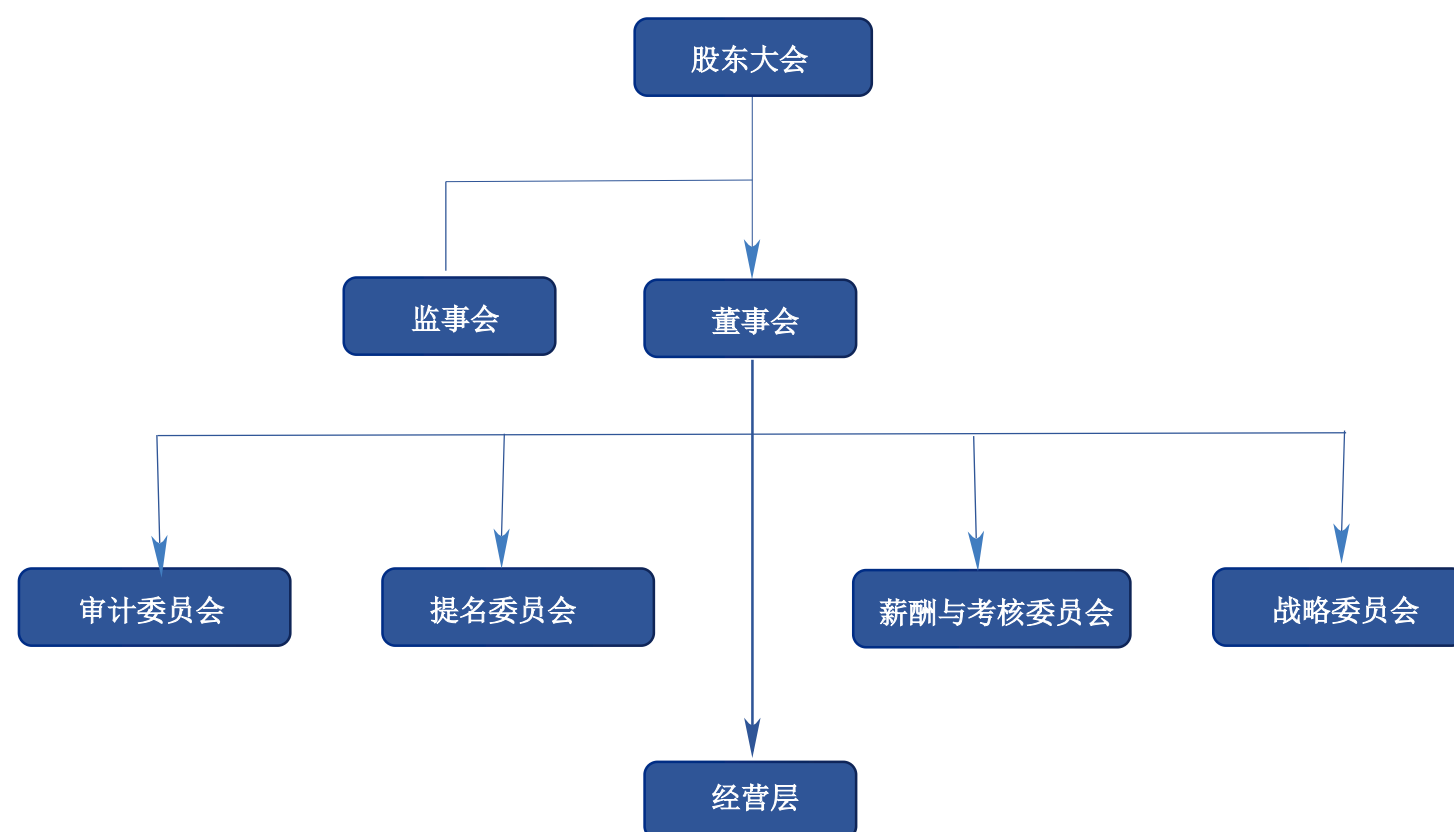 股东大会
监事会
董事会
审计委员会
提名委员会
薪酬与考核委员会
战略委员会
经营层